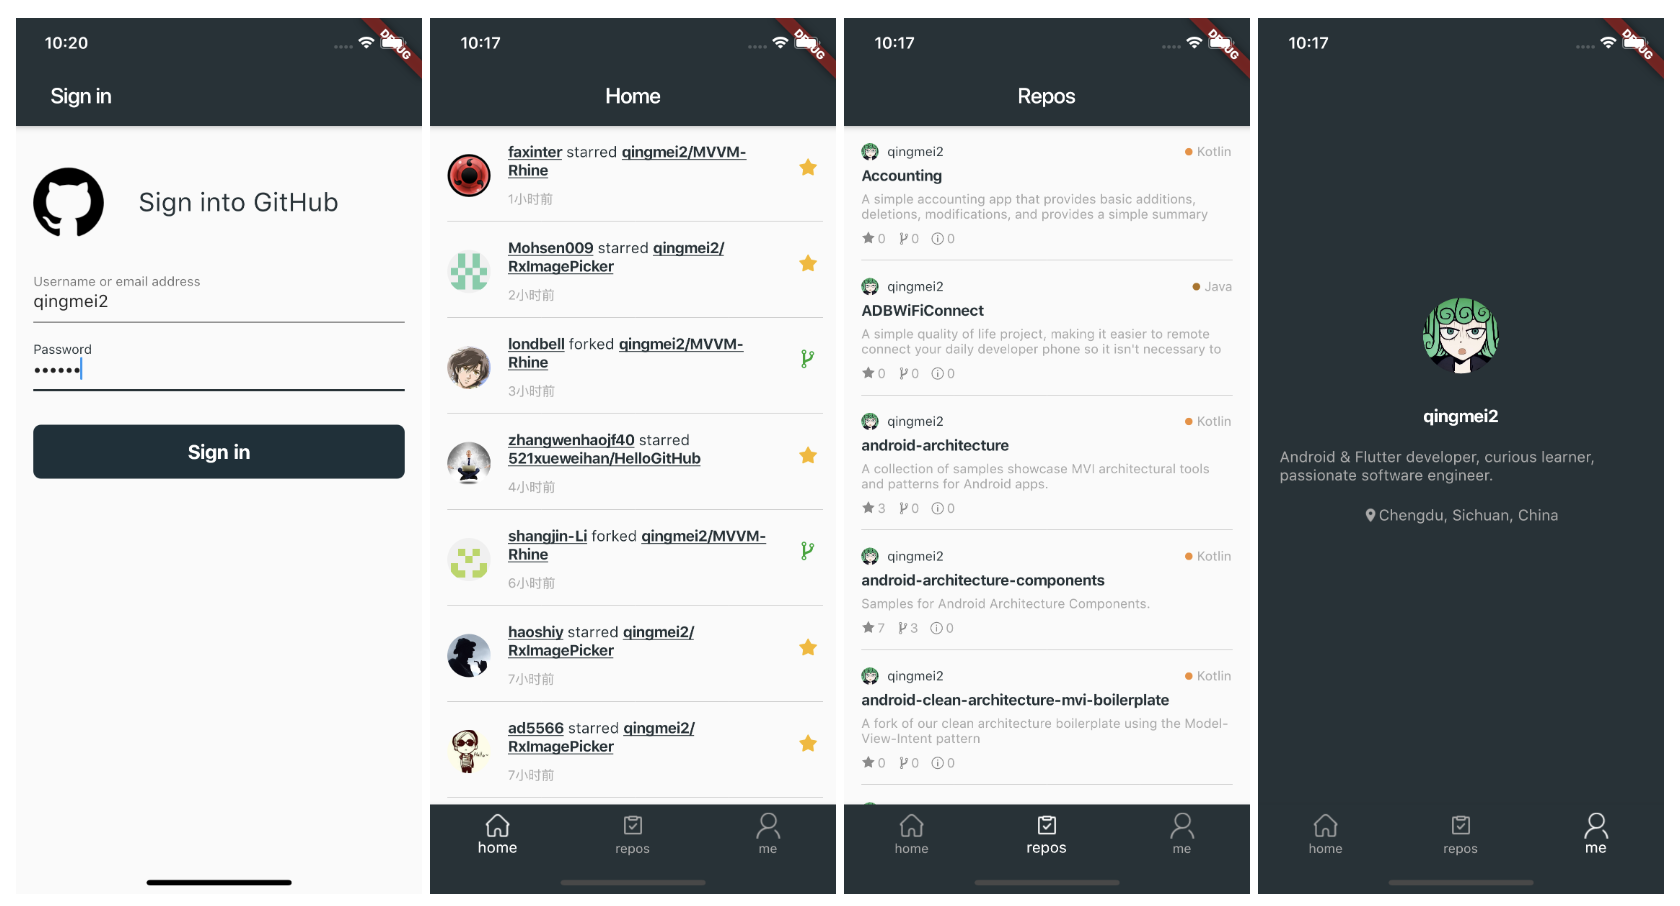 10:20
DEBUG
Sign in
Sign into GitHub
Username or email address
qingmei2
Password
••••••
Sign in
10:17
DEBUG
Home
faxinter starred qingmei2/MVVM-
Rhine
1小时前
Mohsen009 starred qingmei2/
RxImagePicker
2小时前
londbell forked qingmei2/MVVM-
Rhine
3小时前
zhangwenhaojf40 starred
521xueweihan/HelloGitHub
4小时前
shangjin-Li forked qingmei2/MVVM-
Rhine
6小时前
haoshiy starred qingmei2/
RxImagePicker
7小时前
ad5566 starred qingmei2/
RxImagePicker
7小时前
home
repos
me
10:17
DEBUG
Repos
qingmei2
Kotlin
Accounting
A simple accounting app that provides basic additions,
deletions, modifications, and provides a simple summary
0 0 0
qingmei2
Java
ADBWiFiConnect
A simple quality of life project, making it easier to remote
connect your daily developer phone so it isn't necessary to
0 0 0
qingmei2
Kotlin
android-architecture
A collection of samples showcase MVI architectural tools
and patterns for Android apps.
3 0 0
qingmei2
Kotlin
android-architecture-components
Samples for Android Architecture Components.
7 3 0
qingmei2
Kotlin
android-clean-architecture-mvi-boilerplate
A fork of our clean architecture boilerplate using the Model-
View-Intent pattern
0 0 0
home
repos
me
10:17
DEBUG
qingmei2
Android & Flutter developer, curious learner,
passionate software engineer.
Chengdu, Sichuan, China
home
repos
me